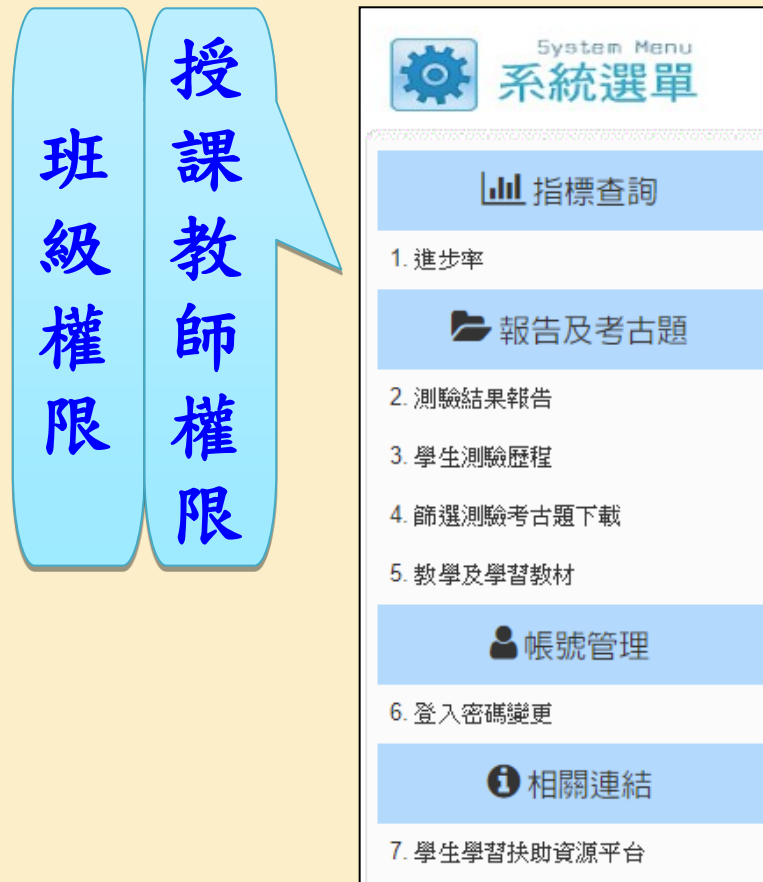 班級權限
授課教師權限
System Menu
系統選單
指標查詢
1. 進步率
報告及考古題
2. 測驗結果報告
3. 學生測驗歷程
4. 篩選測驗考古題下載
5. 教學及學習教材
帳號管理
6. 登入密碼變更
相關連結
7. 學生學習扶助資源平台